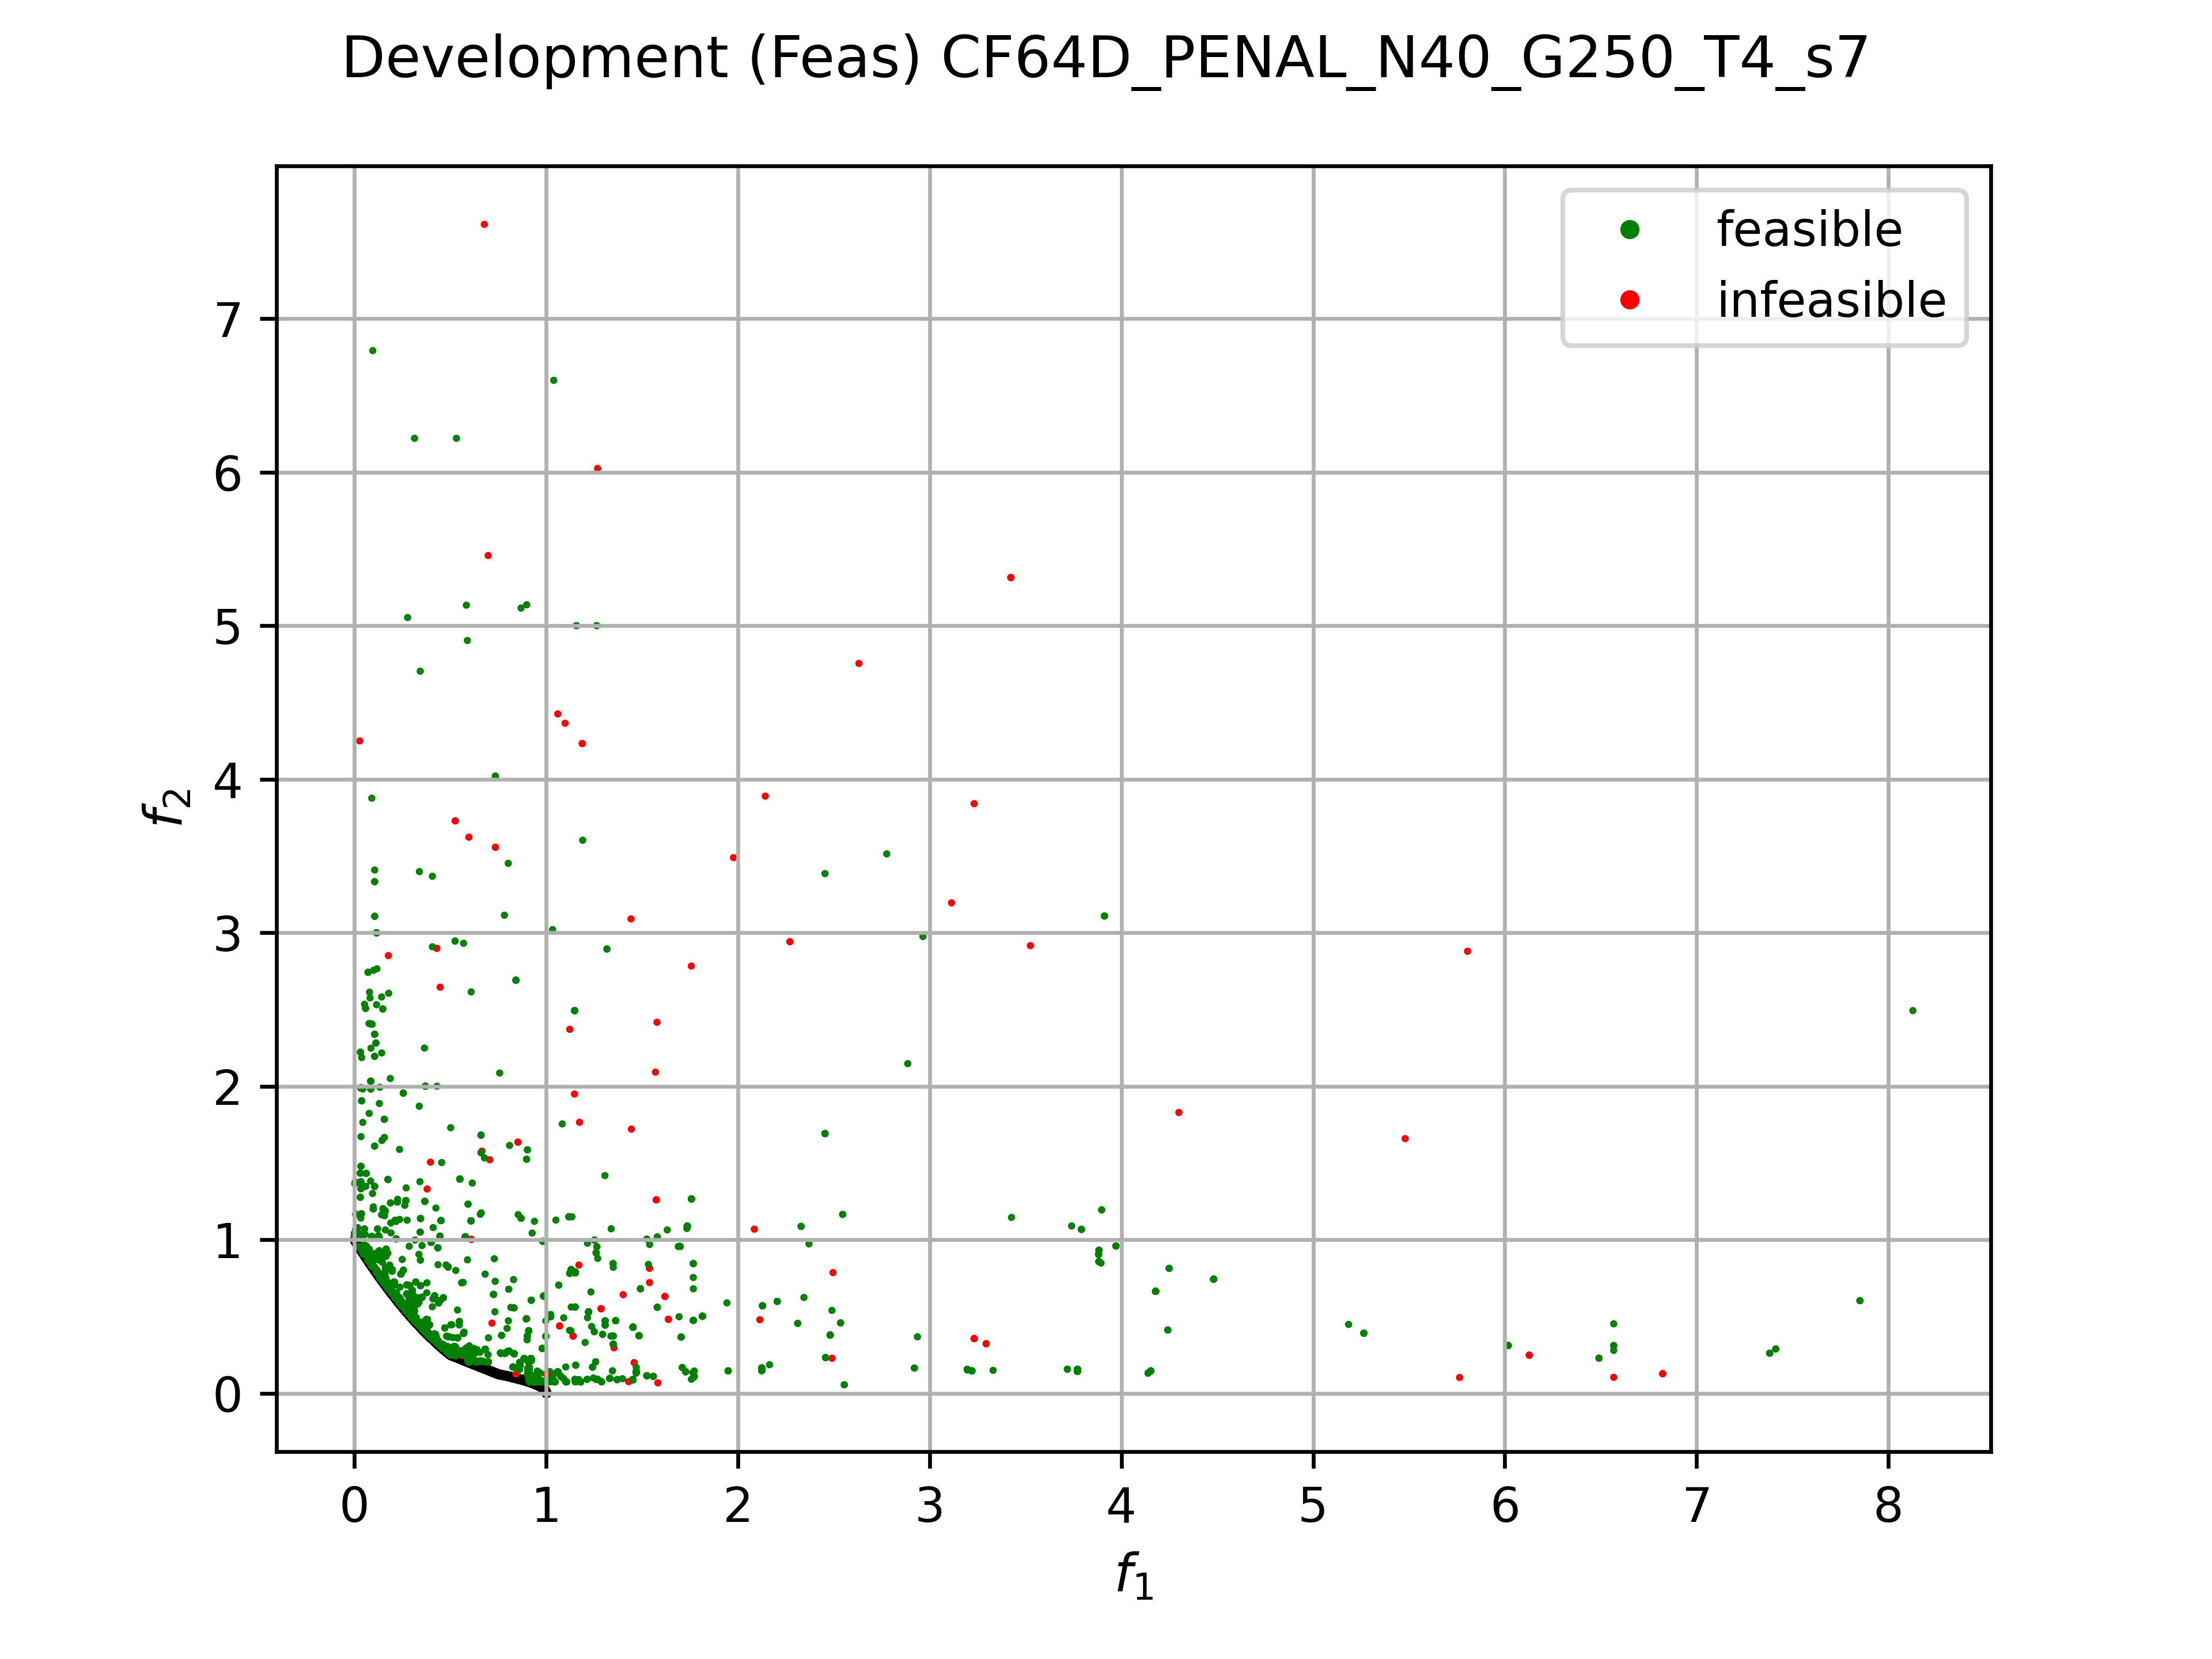 Development (Feas) CF64D_PENAL_N40_G250_T4_s7
feasible
infeasible
7
6
5
4
3
2
1
0
f2
0 1 2 3 4 5 6 7 8
f1